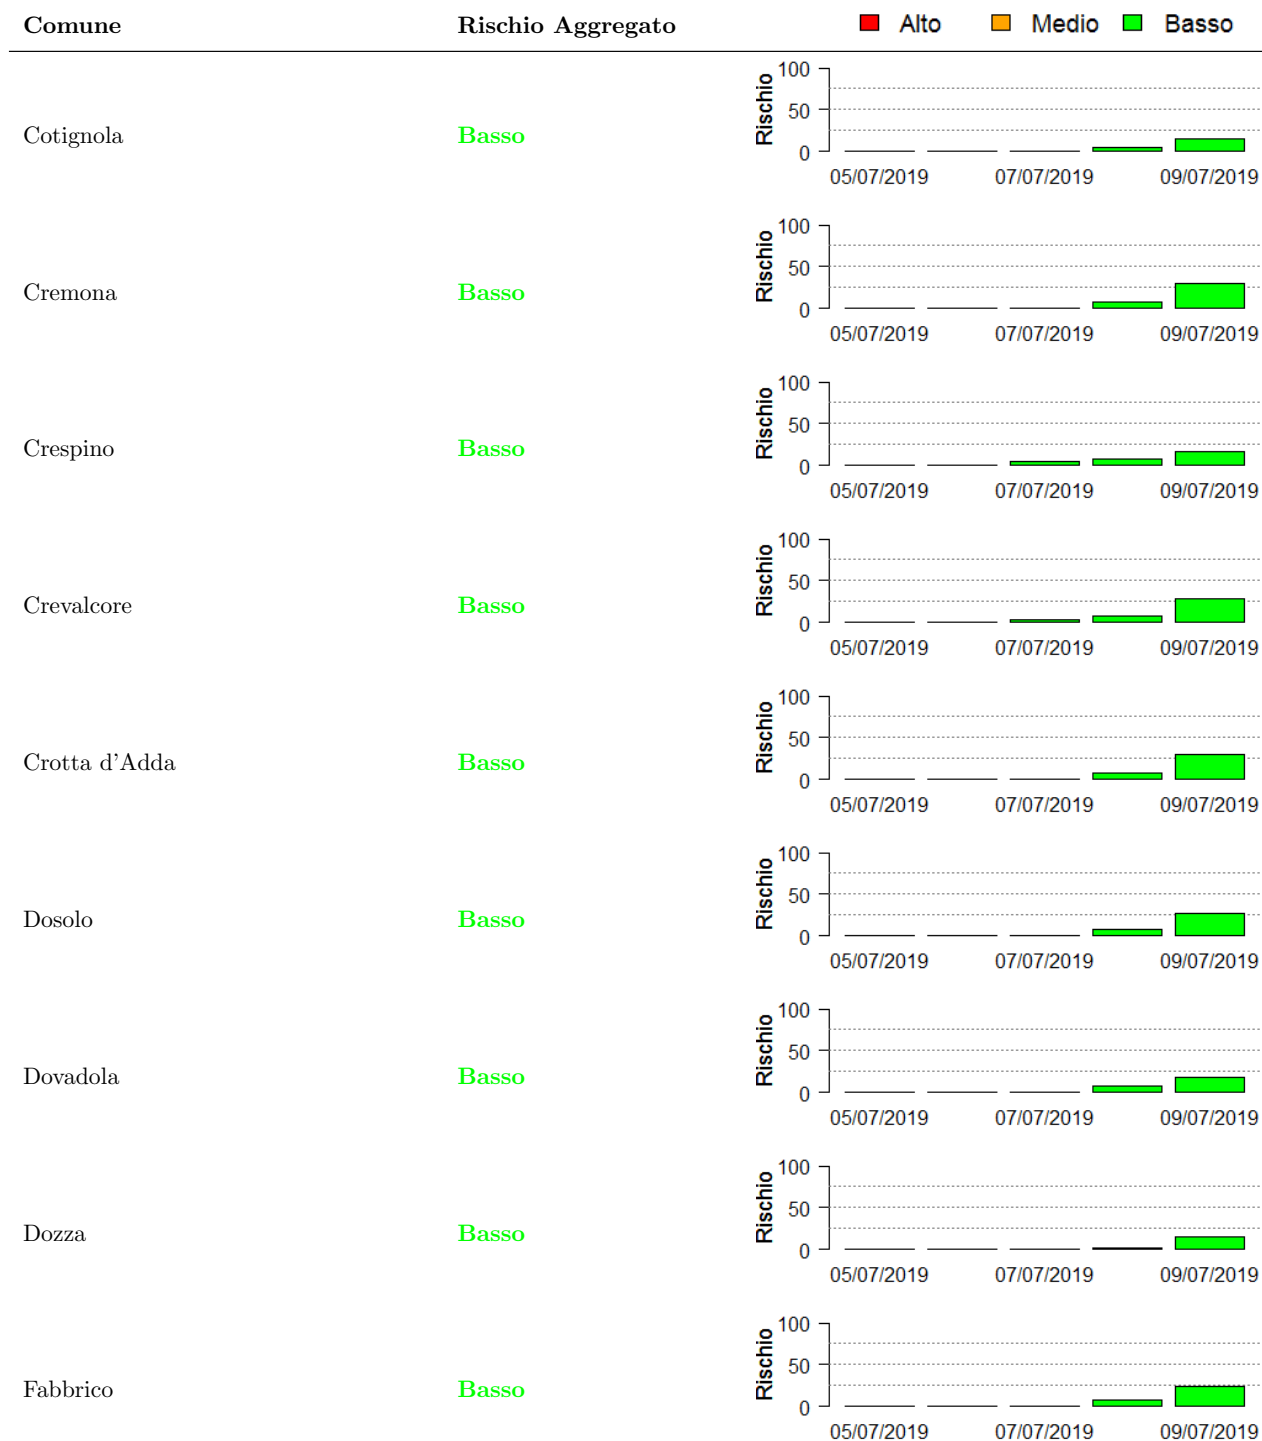 Comune Rischio Aggregato Alto Medio Basso
Cotignola Basso
Rischio
100
50
0
05/07/2019 07/07/2019 09/07/2019
Cremona Basso
Rischio
100
50
0
05/07/2019 07/07/2019 09/07/2019
Crespino Basso
Rischio
100
50
0
05/07/2019 07/07/2019 09/07/2019
Crevalcore Basso
Rischio
100
50
0
05/07/2019 07/07/2019 09/07/2019
Crotta d'Adda Basso
Rischio
100
50
0
05/07/2019 07/07/2019 09/07/2019
Dosolo Basso
Rischio
100
50
0
05/07/2019 07/07/2019 09/07/2019
Dovadola Basso
Rischio
100
50
0
05/07/2019 07/07/2019 09/07/2019
Dozza Basso
Rischio
100
50
0
05/07/2019 07/07/2019 09/07/2019
Fabbrico Basso
Rischio
100
50
0
05/07/2019 07/07/2019 09/07/2019